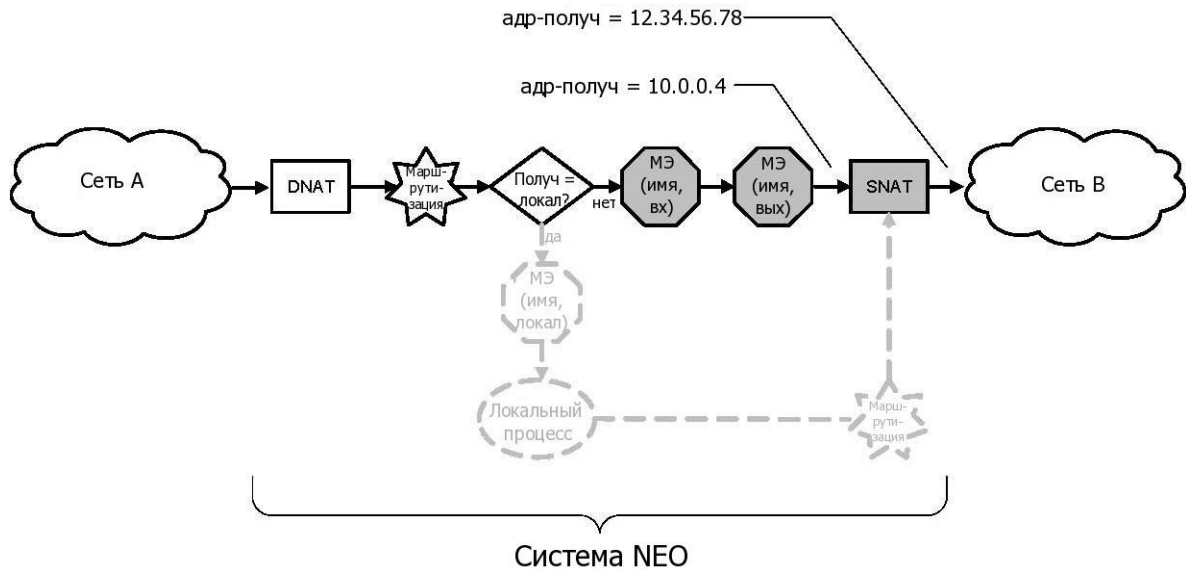 адр-получ = 12.34.56.78
адр-получ = 10.0.0.4
Сеть А
DNAT
Марш-
рути-
зация
Получ =
локал?
нет
МЭ
(имя,
вх)
МЭ
(имя,
вых)
SNAT
Сеть В
да
МЭ
(имя,
локал)
Локальный
процесс
Марш-
рути-
зация
Система NEO